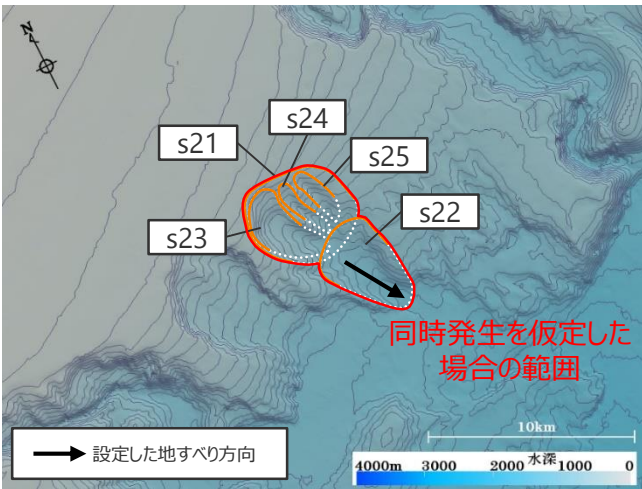 N
s24
s21
s25
s22
s23
同時発生を仮定した
場合の範囲
10km
設定した地すべり方向
水深
4000m 3000 2000 1000 0